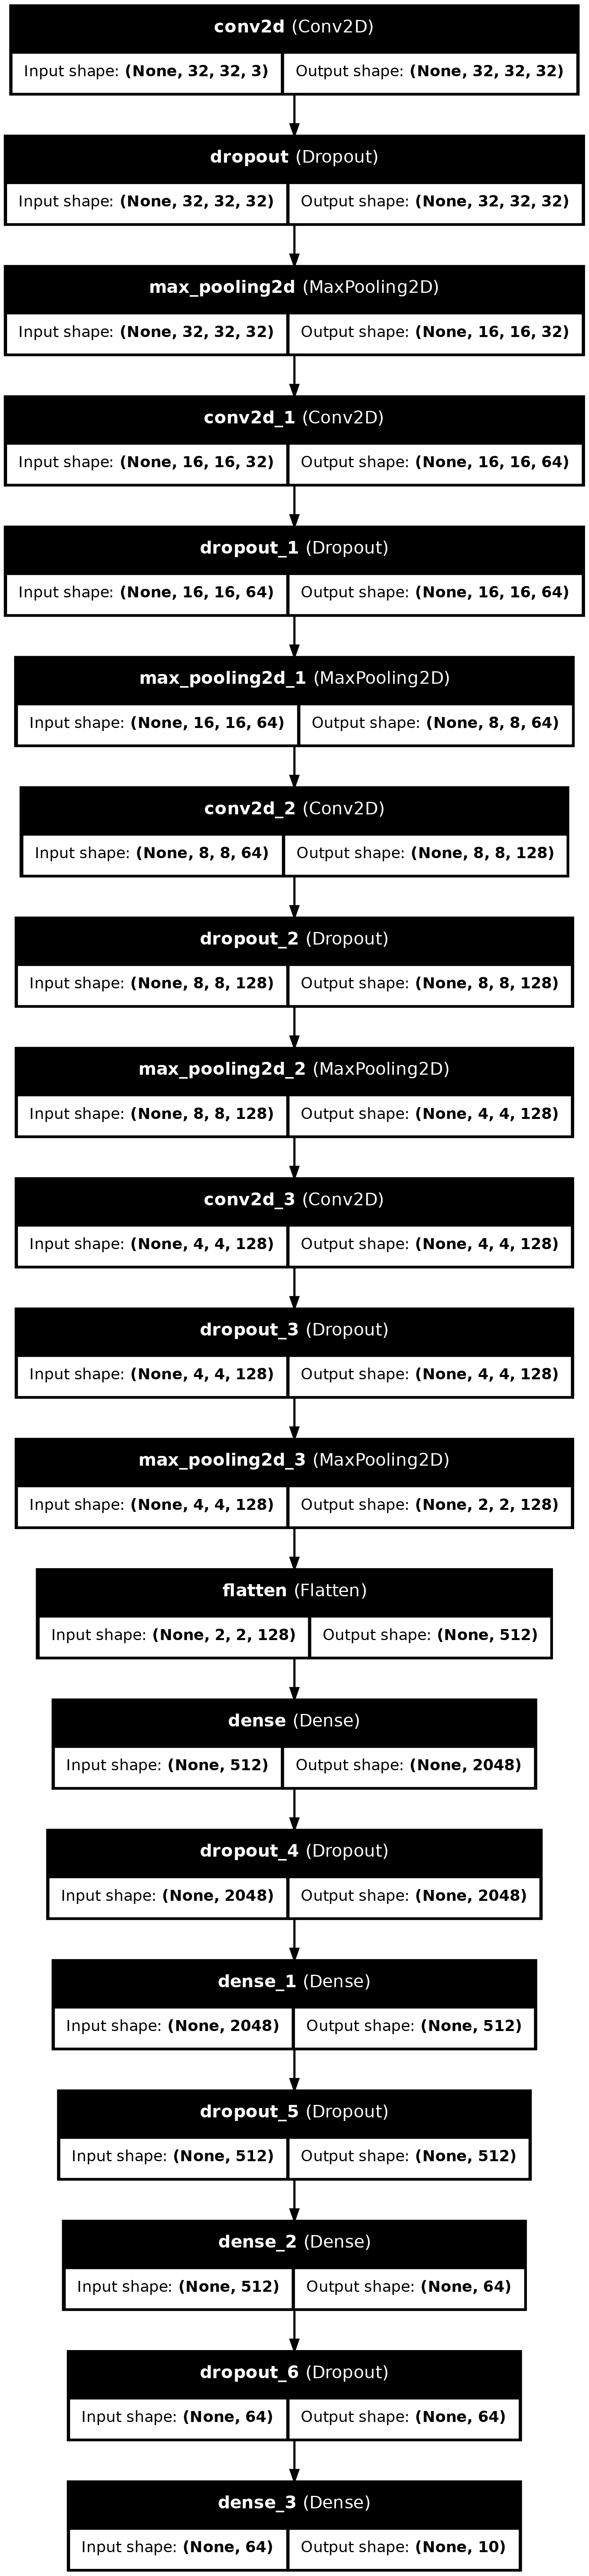 conv2d (Conv2D)
Input shape: (None, 32, 32, 3) Output shape: (None, 32, 32, 32)
dropout (Dropout)
Input shape: (None, 32, 32, 32) Output shape: (None, 32, 32, 32)
max_pooling2d (MaxPooling2D)
Input shape: (None, 32, 32, 32) Output shape: (None, 16, 16, 32)
conv2d_1 (Conv2D)
Input shape: (None, 16, 16, 32) Output shape: (None, 16, 16, 64)
dropout_1 (Dropout)
Input shape: (None, 16, 16, 64) Output shape: (None, 16, 16, 64)
max_pooling2d_1 (MaxPooling2D)
Input shape: (None, 16, 16, 64) Output shape: (None, 8, 8, 64)
conv2d_2 (Conv2D)
Input shape: (None, 8, 8, 64) Output shape: (None, 8, 8, 128)
dropout_2 (Dropout)
Input shape: (None, 8, 8, 128) Output shape: (None, 8, 8, 128)
max_pooling2d_2 (MaxPooling2D)
Input shape: (None, 8, 8, 128) Output shape: (None, 4, 4, 128)
conv2d_3 (Conv2D)
Input shape: (None, 4, 4, 128) Output shape: (None, 4, 4, 128)
dropout_3 (Dropout)
Input shape: (None, 4, 4, 128) Output shape: (None, 4, 4, 128)
max_pooling2d_3 (MaxPooling2D)
Input shape: (None, 4, 4, 128) Output shape: (None, 2, 2, 128)
flatten (Flatten)
Input shape: (None, 2, 2, 128) Output shape: (None, 512)
dense (Dense)
Input shape: (None, 512) Output shape: (None, 2048)
dropout_4 (Dropout)
Input shape: (None, 2048) Output shape: (None, 2048)
dense_1 (Dense)
Input shape: (None, 2048) Output shape: (None, 512)
dropout_5 (Dropout)
Input shape: (None, 512) Output shape: (None, 512)
dense_2 (Dense)
Input shape: (None, 512) Output shape: (None, 64)
dropout_6 (Dropout)
Input shape: (None, 64) Output shape: (None, 64)
dense_3 (Dense)
Input shape: (None, 64) Output shape: (None, 10)